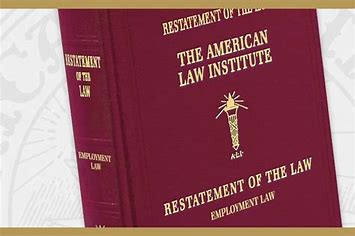 RESTATEMENT
OF THE
LAW
EMPLOYMENT
LAW
RESTATEMENT OF THE LAW
THE AMERICAN
LAW INSTITUTE
RESTATEMENT OF THE LAW
EMPLOYMENT LAW